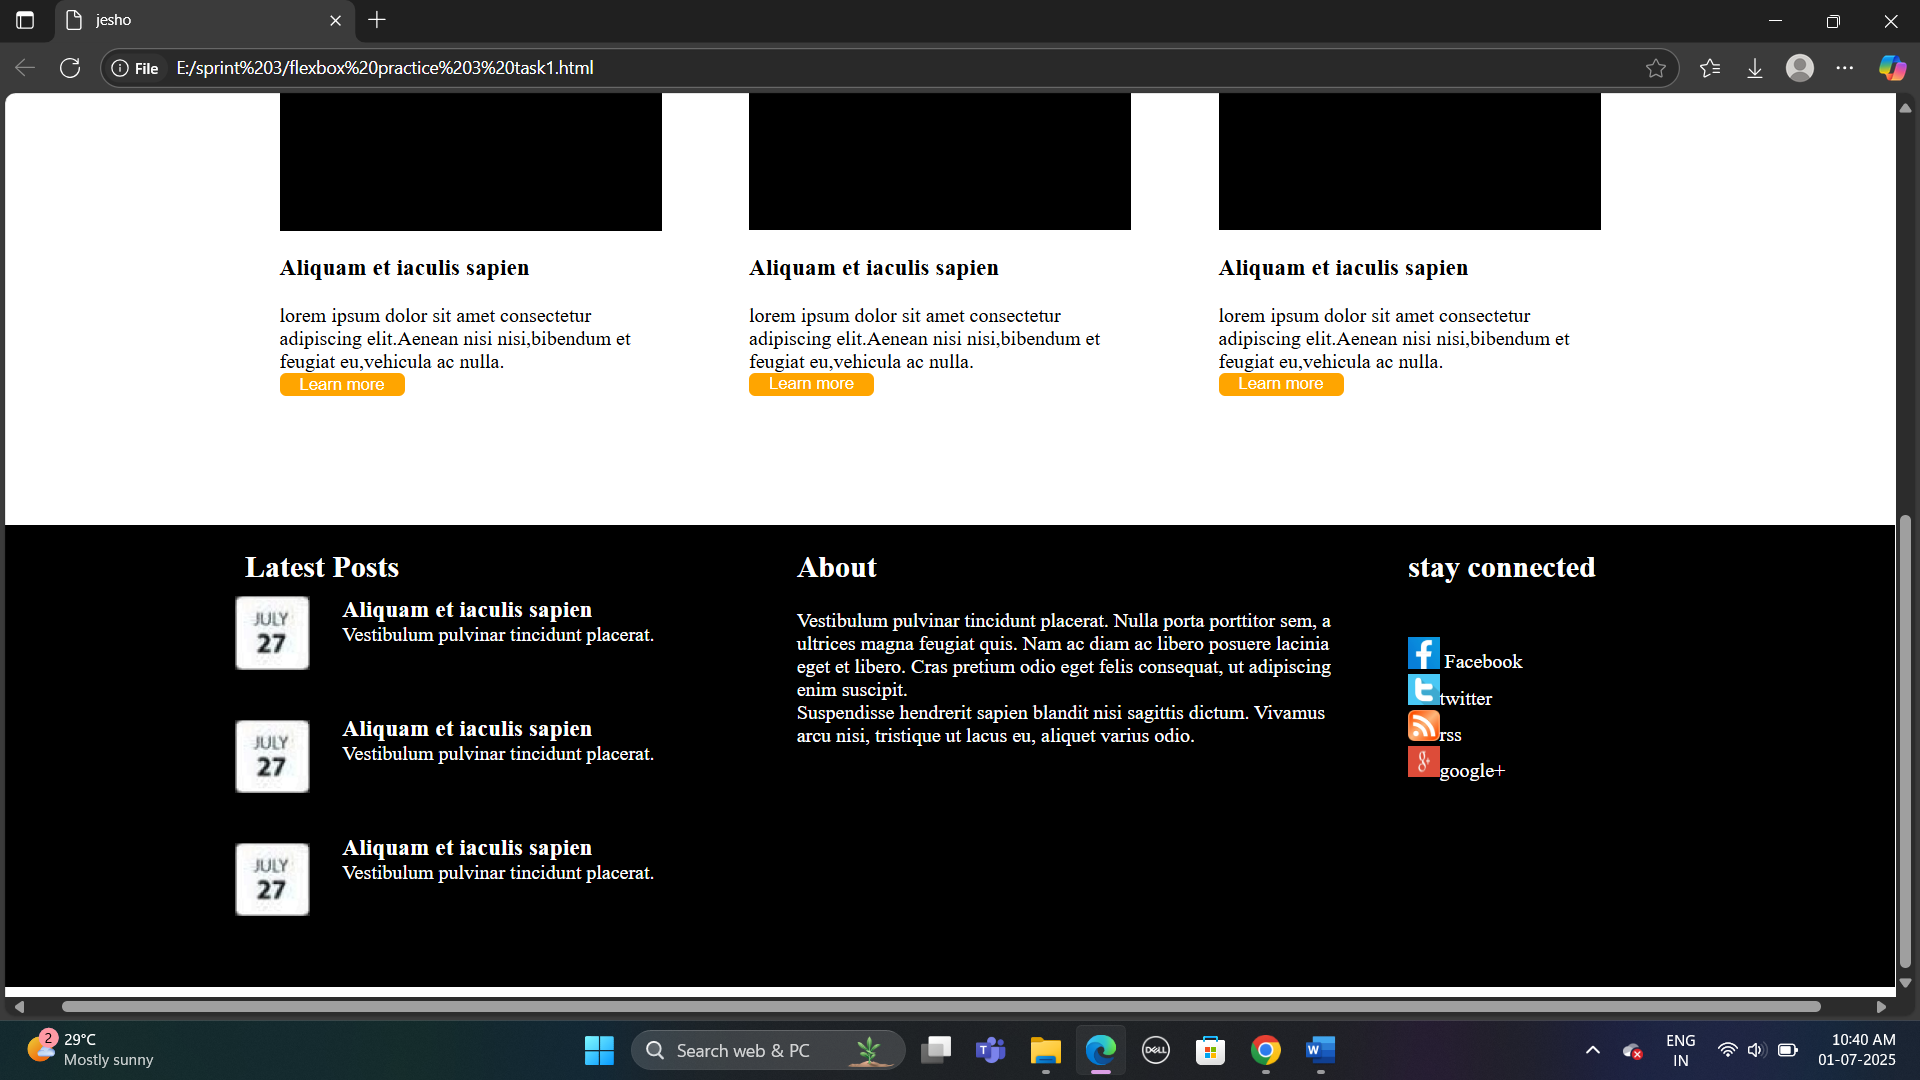 jesho
File
E:/sprint%203/flexbox%20practice%203%20task1.html
Aliquam et iaculis sapien
lorem ipsum dolor sit amet consectetur
adipiscing elit.Aenean nisi nisi,bibendum et
feugiat eu,vehicula ac nulla.
Learn more
Aliquam et iaculis sapien
lorem ipsum dolor sit amet consectetur
adipiscing elit.Aenean nisi nisi,bibendum et
feugiat eu,vehicula ac nulla.
Learn more
Aliquam et iaculis sapien
lorem ipsum dolor sit amet consectetur
adipiscing elit.Aenean nisi nisi,bibendum et
feugiat eu,vehicula ac nulla.
Learn more
Latest Posts
JULY
27
Aliquam et iaculis sapien
Vestibulum pulvinar tincidunt placerat.
JULY
27
Aliquam et iaculis sapien
Vestibulum pulvinar tincidunt placerat.
JULY
27
Aliquam et iaculis sapien
Vestibulum pulvinar tincidunt placerat.
About
Vestibulum pulvinar tincidunt placerat. Nulla porta porttitor sem, a
ultrices magna feugiat quis. Nam ac diam ac libero posuere lacinia
eget et libero. Cras pretium odio eget felis consequat, ut adipiscing
enim suscipit.
Suspendisse hendrerit sapien blandit nisi sagittis dictum. Vivamus
arcu nisi, tristique ut lacus eu, aliquet varius odio.
stay connected
Facebook
twitter
rss
google+
2
29°C
Mostly sunny
Search web & PC
DELL
ENG
IN
10:40 AM
01-07-2025